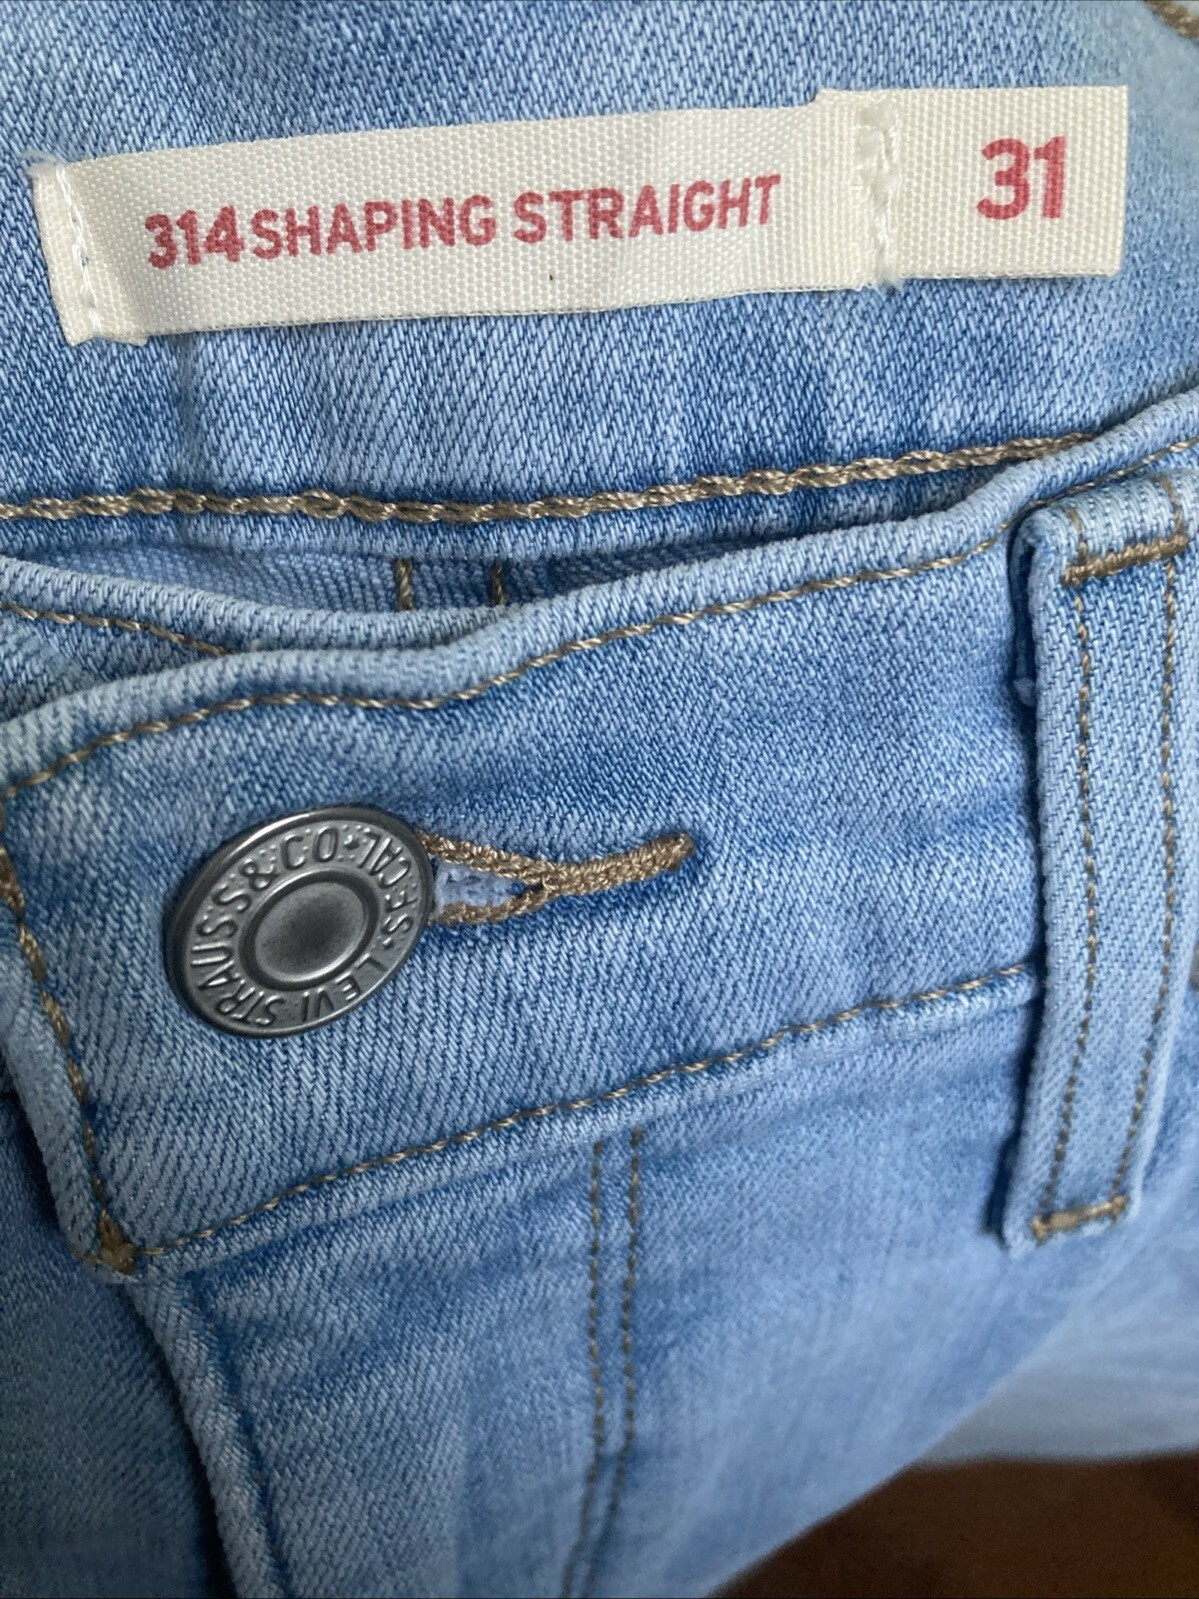 314 SHAPING STRAIGHT
31
LEVI STRAUSS & CO. S.F. CAL.